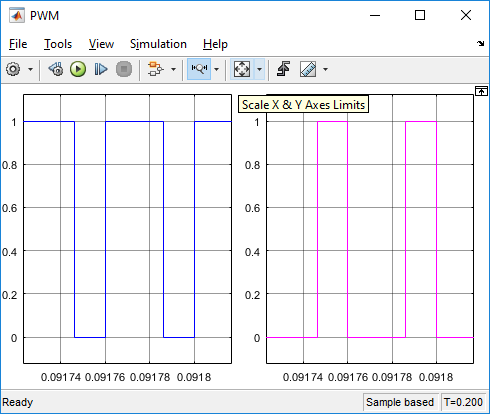 PWM
File Tools View Simulation Help
Scale X & Y Axes Limits
1
0.8
0.6
0.4
0.2
0
0.09174 0.09176 0.09178 0.0918
1
0.8
0.6
0.4
0.2
0
0.09174 0.09176 0.09178 0.0918
Ready
Sample based T=0.200